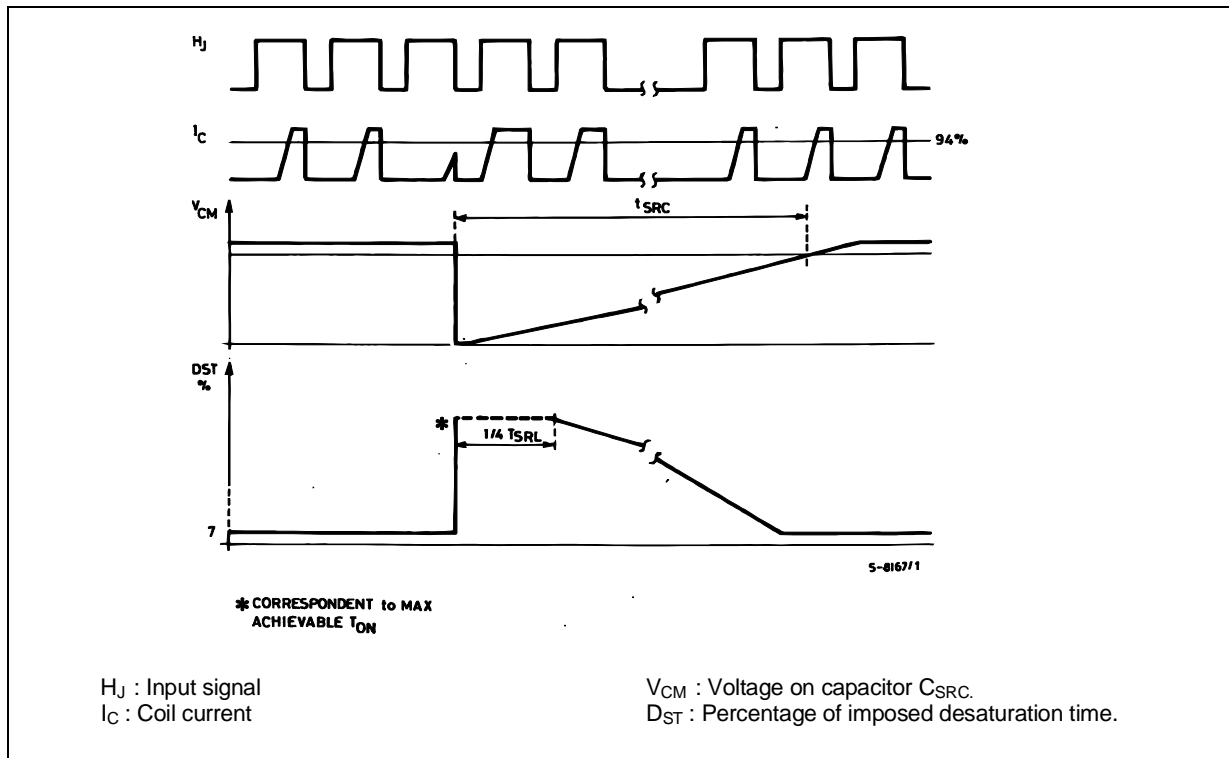 HJ
IC
94%
tSRC
VCM
DST
%
*
1/4 TSRL
7
S-8167/1
* CORRESPONDENT to MAX
ACHIEVABLE TON
HJ : Input signal
IC : Coil current
VCM : Voltage on capacitor CSRC.
DST : Percentage of imposed desaturation time.